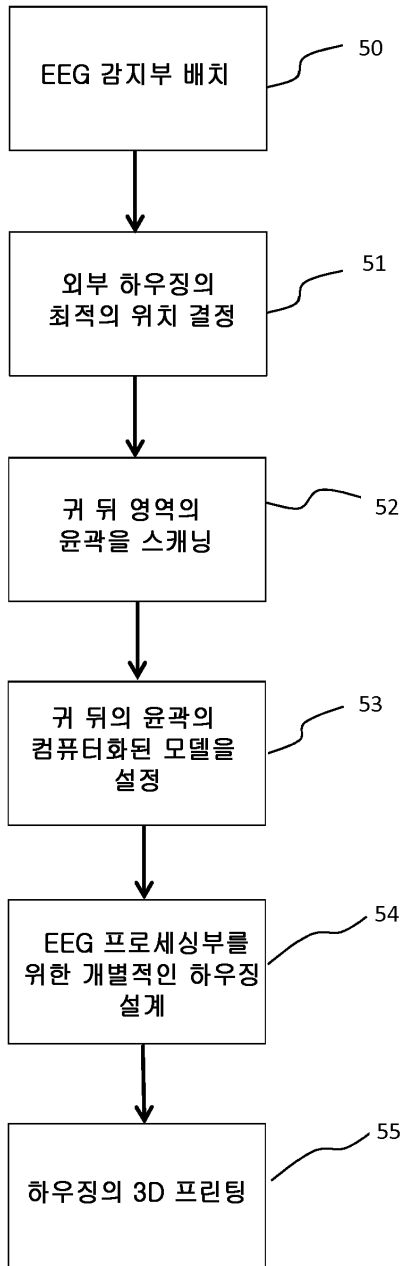 EEG 감지부 배치
50
외부 하우징의
최적의 위치 결정
51
귀 뒤 영역의
윤곽을 스캐닝
52
귀 뒤의 윤곽의
컴퓨터화된 모델을
설정
53
EEG 프로세싱부를
위한 개별적인 하우징
설계
54
하우징의 3D 프린팅
55